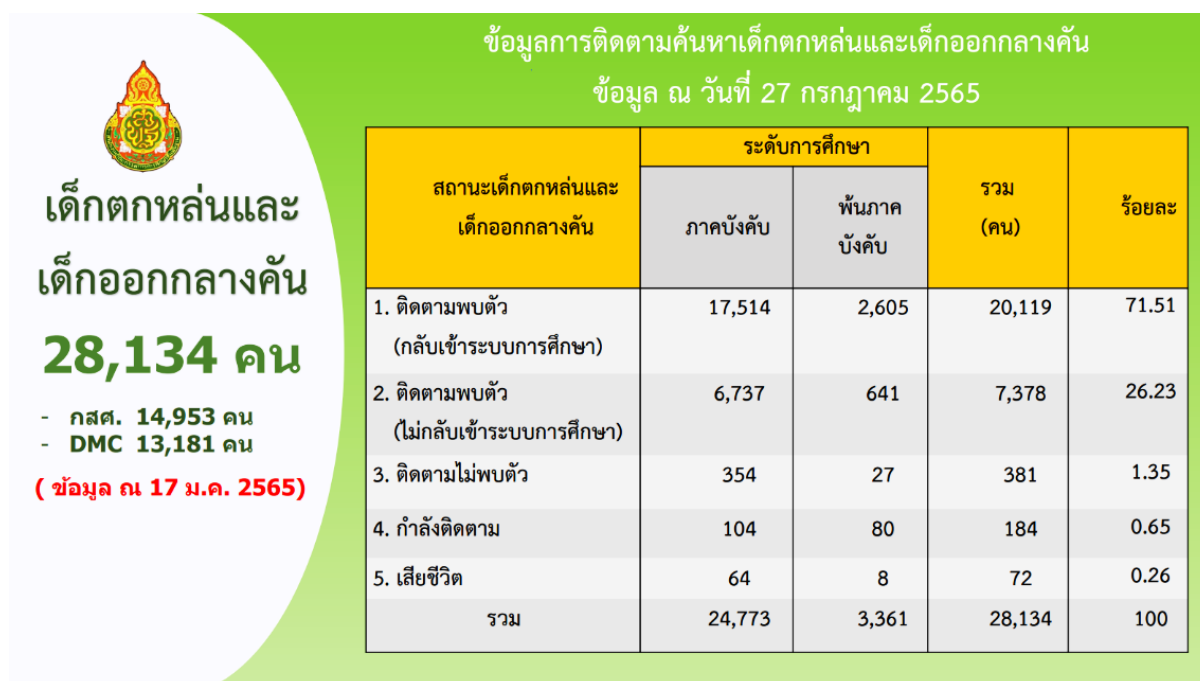 ข้อมูลการติดตามค้นหาเด็กตกหล่นและเด็กออกกลางคัน
ข้อมูล ณ วันที่ 27 กรกฎาคม 2565
เด็กตกหล่นและ
เด็กออกกลางคัน
28,134 คน
- กสศ. 14,953 คน
- DMC 13,181 คน
( ข้อมูล ณ 17 ม.ค. 2565)
สถานะเด็กตกหล่นและ
เด็กออกกลางคัน
ระดับการศึกษา
ภาคบังคับ
พ้นภาค
บังคับ
รวม
(คน)
ร้อยละ
1. ติดตามพบตัว 17,514 2,605 20,119 71.51
(กลับเข้าระบบการศึกษา)
2. ติดตามพบตัว 6,737 641 7,378 26.23
(ไม่กลับเข้าระบบการศึกษา)
3. ติดตามไม่พบตัว 354 27 381 1.35
4. กำลังติดตาม 104 80 184 0.65
5. เสียชีวิต 64 8 72 0.26
รวม 24,773 3,361 28,134 100